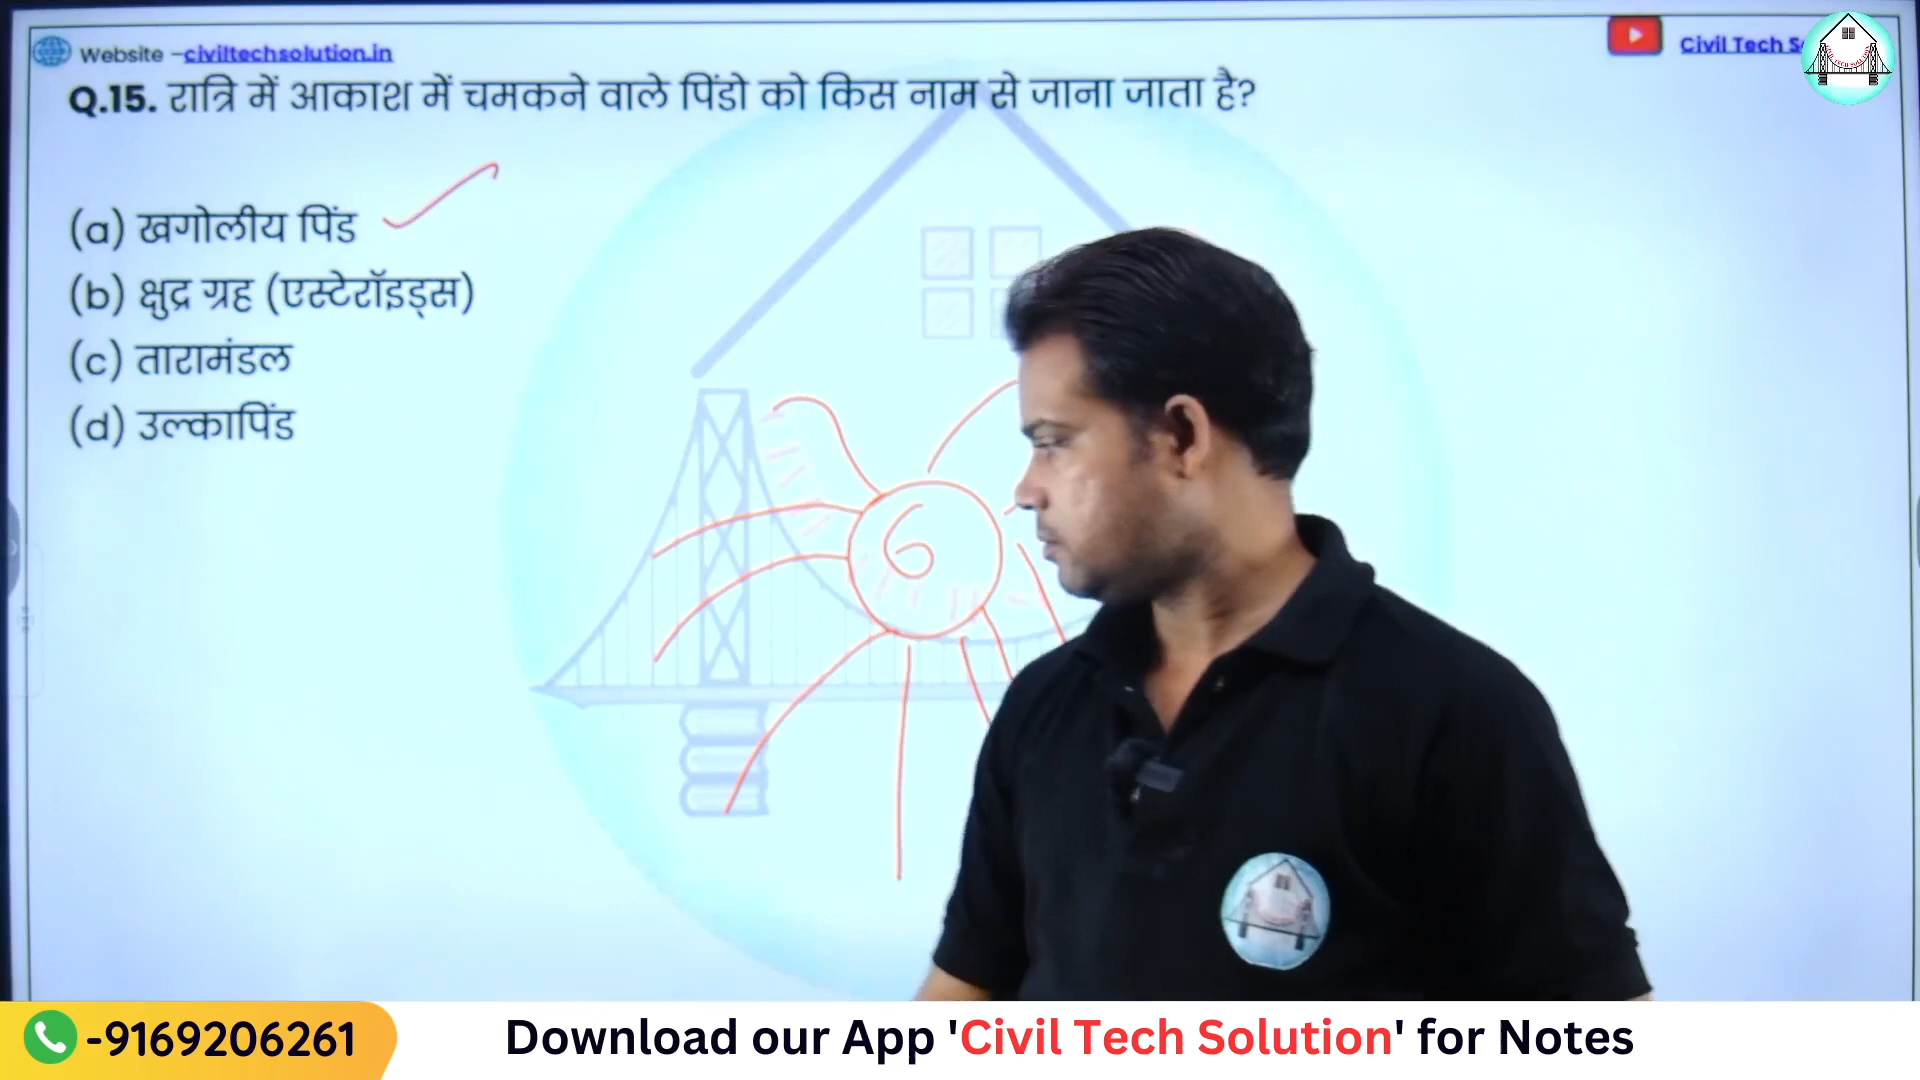 Website –civiltechsolution.in
Civil Tech S
Q.15. रात्रि में आकाश में चमकने वाले पिंडो को किस नाम से जाना जाता है?
(a) खगोलीय पिंड
(b) क्षुद्र ग्रह (एस्टेरॉइड्स)
(c) तारामंडल
(d) उल्कापिंड
-9169206261
Download our App 'Civil Tech Solution' for Notes